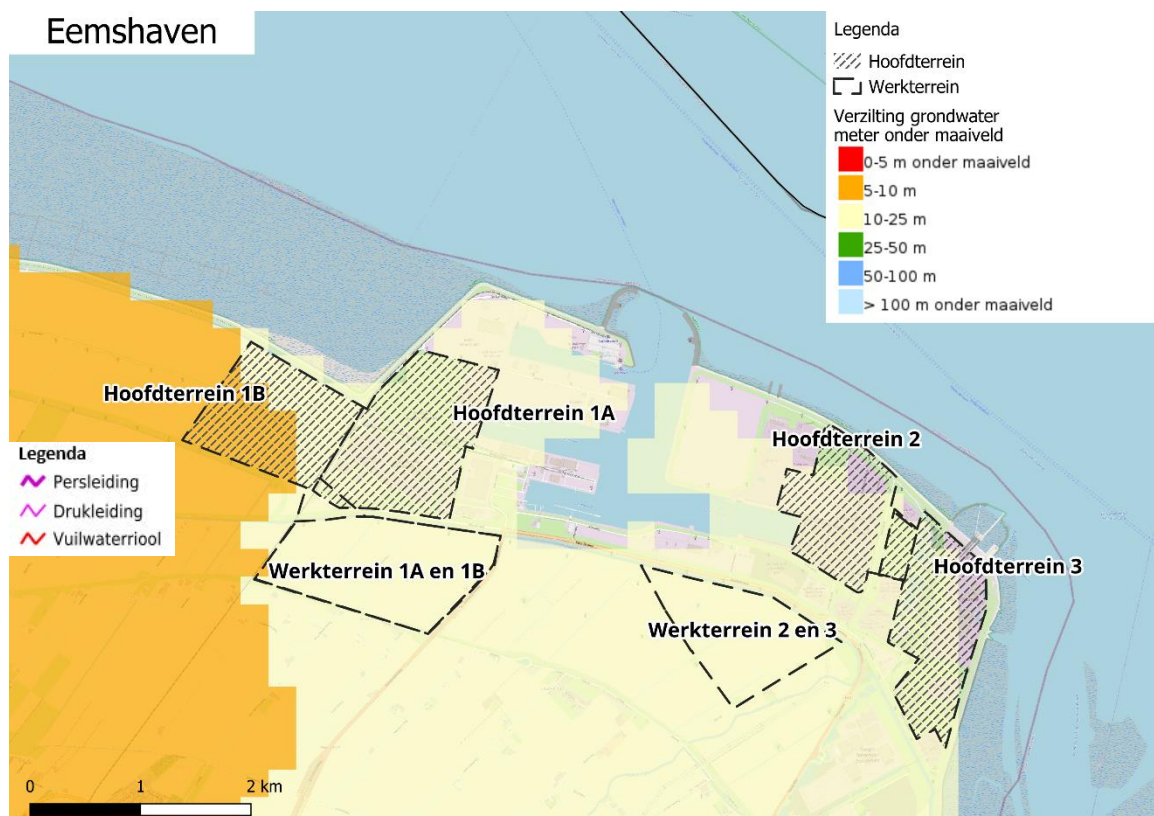 Eemshaven
Legenda
Hoofdterrein
Werkterrein
Verzilting grondwater
meter onder maaiveld
0-5 m onder maaiveld
5-10 m
10-25 m
25-50 m
50-100 m
> 100 m onder maaiveld
Hoofdterrein 1B
Hoofdterrein 1A
Hoofdterrein 2
Hoofdterrein 3
Werkterrein 1A en 1B
Werkterrein 2 en 3
Legenda
Persleiding
Drukleiding
Vuilwaterriool
0 1 2 km